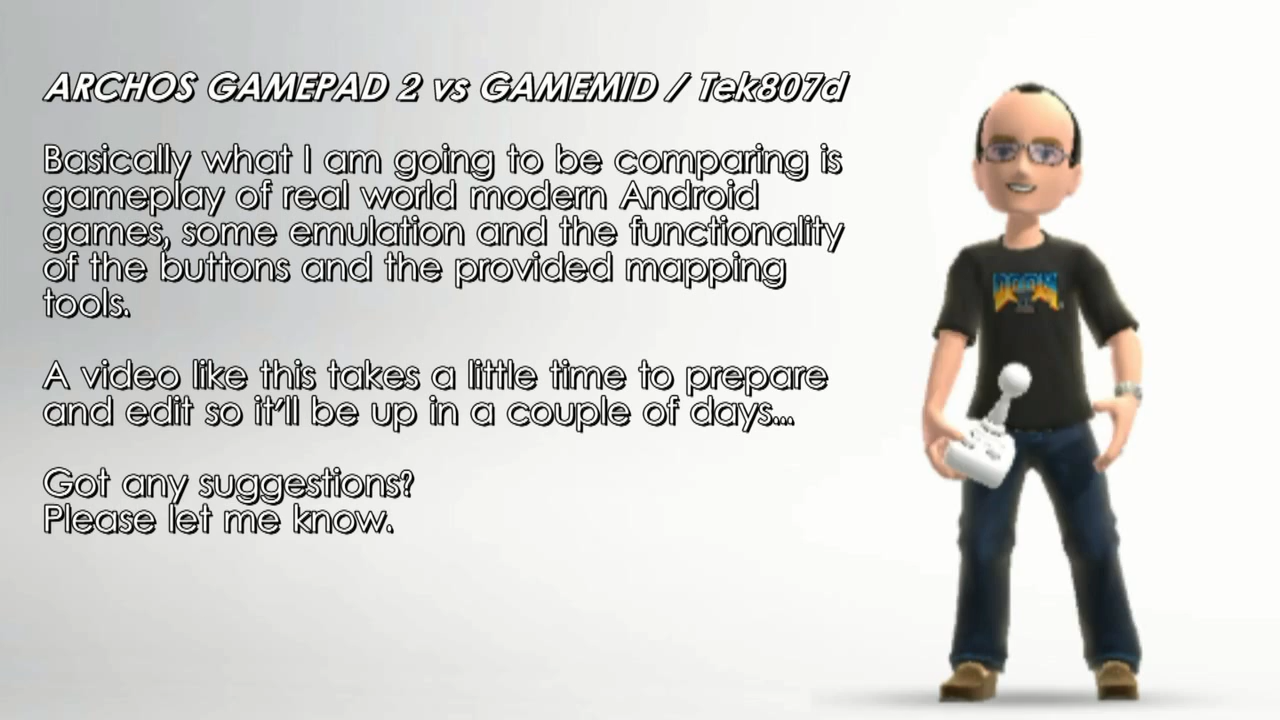 ARCHOS GAMEPAD 2 vs GAMEMID / Tek807d
Basically what I am going to be comparing is
gameplay of real world modern Android
games, some emulation and the functionality
of the buttons and the provided mapping
tools.
A video like this takes a little time to prepare
and edit so it'll be up in a couple of days...
Got any suggestions?
Please let me know.
DOOM
II